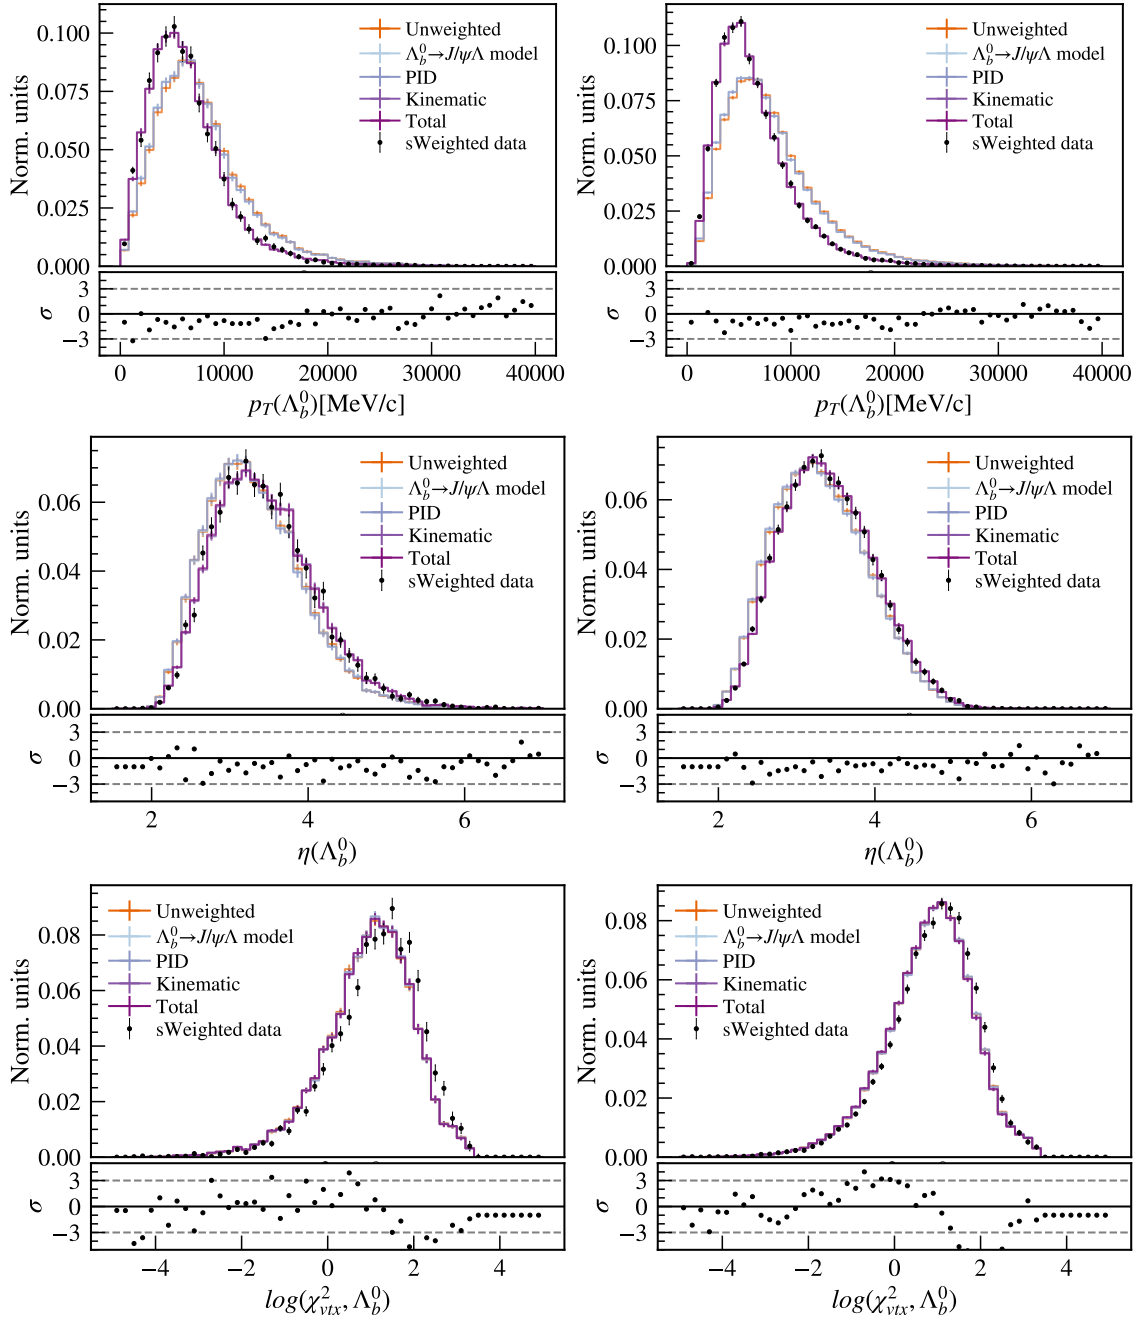 Norm. units
0.100
0.075
0.050
0.025
0.000
Unweighted
Λ_b^0→J/ψΛ model
PID
Kinematic
Total
sWeighted data
σ
3
0
−3
0
10000
20000
30000
40000
p_T(Λ_b^0)[MeV/c]
Norm. units
0.100
0.075
0.050
0.025
0.000
Unweighted
Λ_b^0→J/ψΛ model
PID
Kinematic
Total
sWeighted data
σ
3
0
−3
0
10000
20000
30000
40000
p_T(Λ_b^0)[MeV/c]
Norm. units
0.06
0.04
0.02
0.00
Unweighted
Λ_b^0→J/ψΛ model
PID
Kinematic
Total
sWeighted data
σ
3
0
−3
2
4
6
η(Λ_b^0)
Norm. units
0.06
0.04
0.02
0.00
Unweighted
Λ_b^0→J/ψΛ model
PID
Kinematic
Total
sWeighted data
σ
3
0
−3
2
4
6
η(Λ_b^0)
Norm. units
0.08
0.06
0.04
0.02
0.00
Unweighted
Λ_b^0→J/ψΛ model
PID
Kinematic
Total
sWeighted data
σ
3
0
−3
−4
−2
0
2
4
log(χ_{vtx}^2, Λ_b^0)
Norm. units
0.08
0.06
0.04
0.02
0.00
Unweighted
Λ_b^0→J/ψΛ model
PID
Kinematic
Total
sWeighted data
σ
3
0
−3
−4
−2
0
2
4
log(χ_{vtx}^2, Λ_b^0)